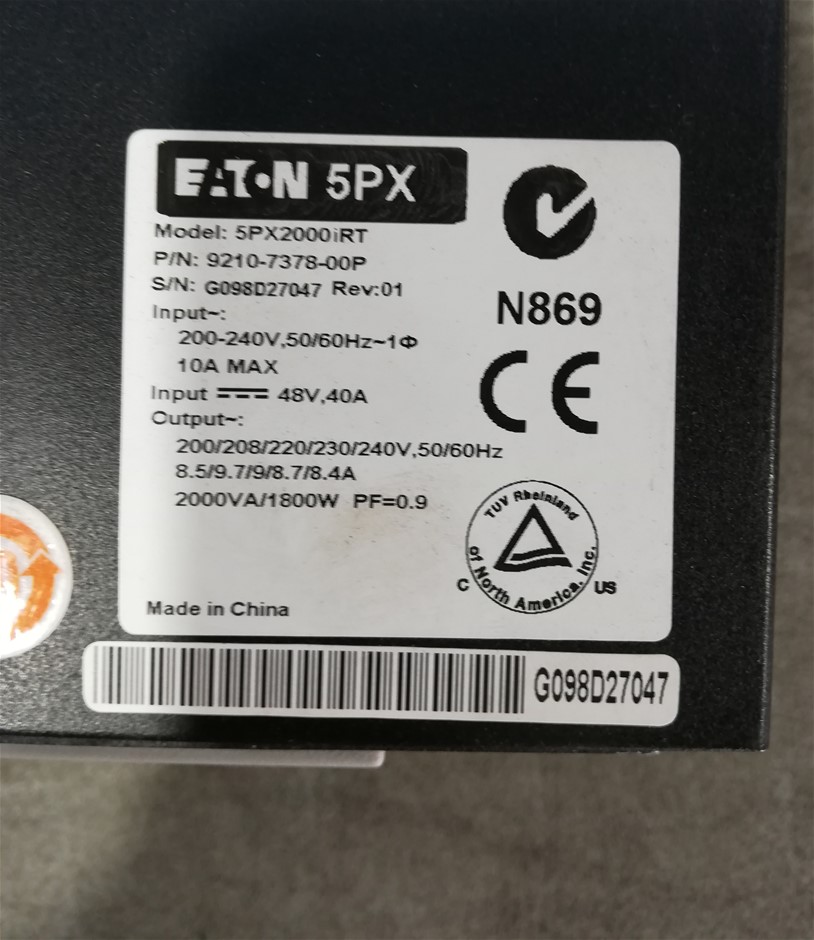 EATON 5PX
Model: 5PX2000iRT
P/N: 9210-7378-00P
S/N: G098D27047 Rev:01
Input~:
200-240V,50/60Hz~1Φ
10A MAX
Input ⎓ 48V,40A
Output~:
200/208/220/230/240V,50/60Hz
8.5/9.7/9/8.7/8.4A
2000VA/1800W PF=0.9
Made in China
N869
CE
TUV Rheinland
of North America, Inc.
C US
G098D27047